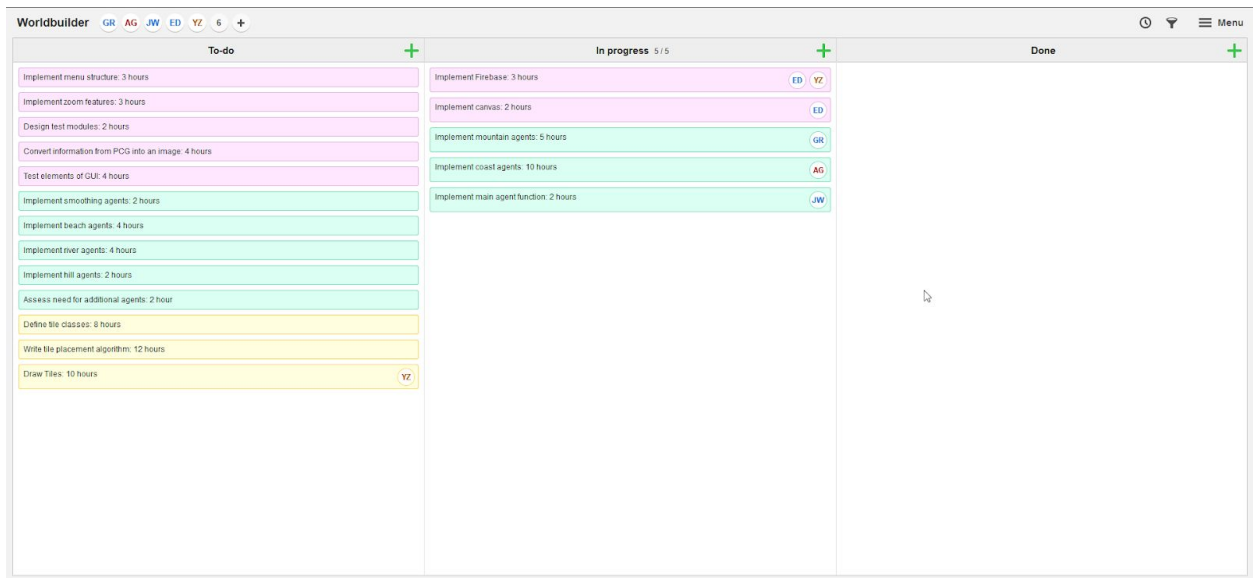 Worldbuilder GR AG JW ED YZ 6 + Menu
To-do
In progress 5/5
Done
Implement menu structure: 3 hours
Implement zoom features: 3 hours
Design test modules: 2 hours
Convert information from PCG into an image: 4 hours
Test elements of GUI: 4 hours
Implement smoothing agents: 2 hours
Implement beach agents: 4 hours
Implement river agents: 4 hours
Implement hill agents: 2 hours
Assess need for additional agents: 2 hour
Define tile classes: 8 hours
Write tile placement algorithm: 12 hours
Draw Tiles: 10 hours YZ
Implement Firebase: 3 hours ED YZ
Implement canvas: 2 hours ED
Implement mountain agents: 5 hours GR
Implement coast agents: 10 hours AG
Implement main agent function: 2 hours JW